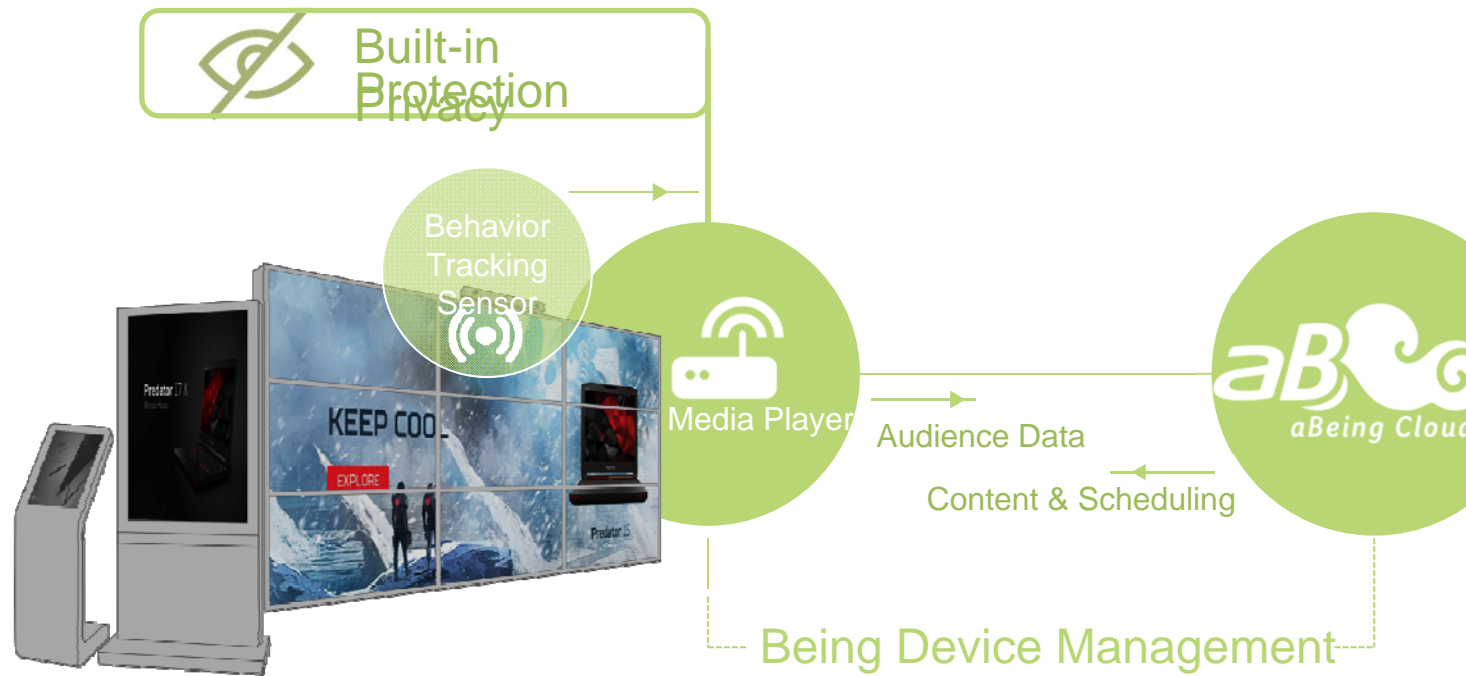 Built-in
Protection
Privacy
Behavior
Tracking
Sensor
Predator 17 X
KEEP COOL
EXPLORE
Predator 15
Media Player
Audience Data
Content & Scheduling
aB
aBeing Cloud
Being Device Management